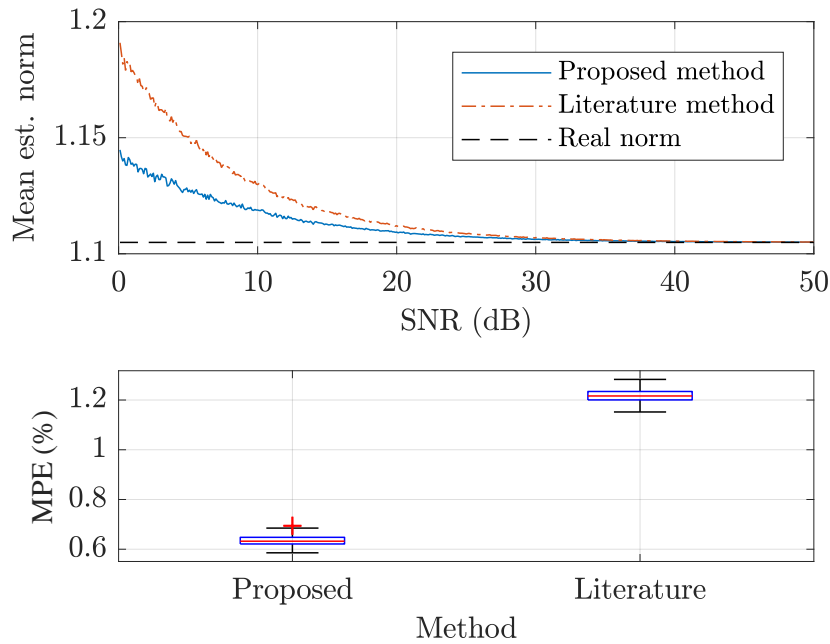 1.2
1.15
1.1
Mean est. norm
Proposed method
Literature method
Real norm
0 10 20 30 40 50
SNR (dB)
1.2
1
0.8
0.6
MPE (%)
Proposed Literature
Method